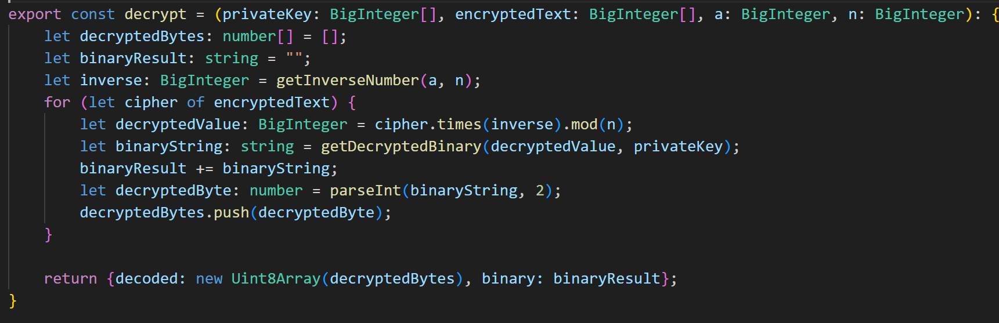 export const decrypt = (privateKey: BigInteger[], encryptedText: BigInteger[], a: BigInteger, n: BigInteger): {
    let decryptedBytes: number[] = [];
    let binaryResult: string = "";
    let inverse: BigInteger = getInverseNumber(a, n);
    for (let cipher of encryptedText) {
        let decryptedValue: BigInteger = cipher.times(inverse).mod(n);
        let binaryString: string = getDecryptedBinary(decryptedValue, privateKey);
        binaryResult += binaryString;
        let decryptedByte: number = parseInt(binaryString, 2);
        decryptedBytes.push(decryptedByte);
    }

    return {decoded: new Uint8Array(decryptedBytes), binary: binaryResult};
}